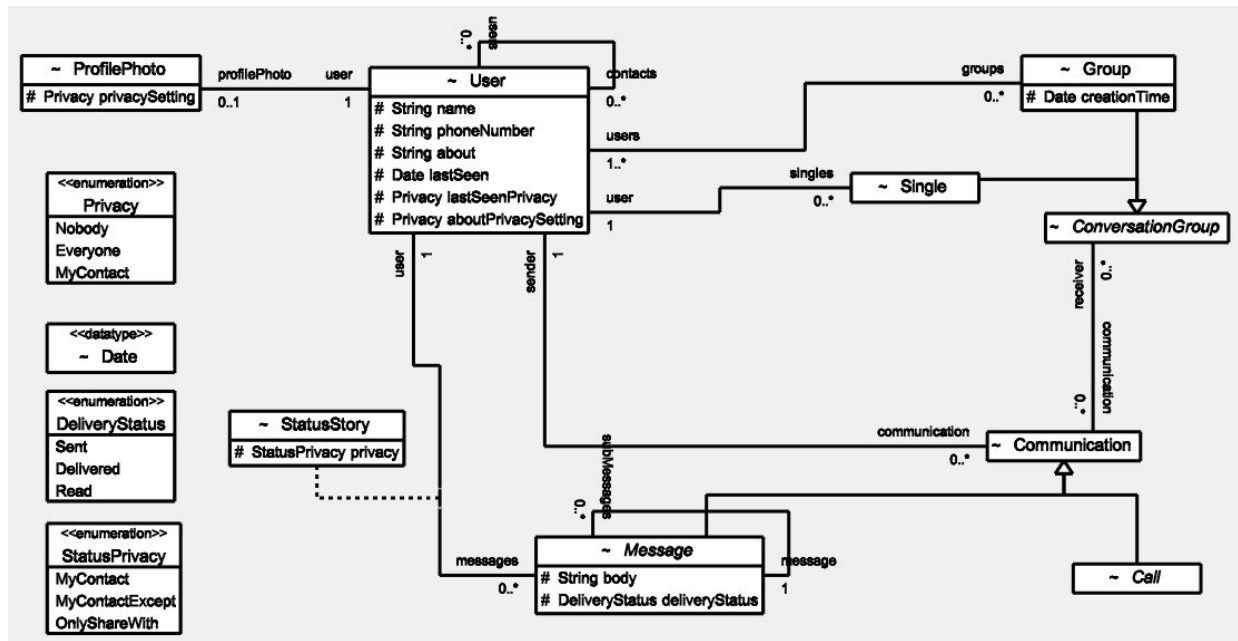 ~ ProfilePhoto
# Privacy privacySetting
profilePhoto
0..1
user
1
users
0..*
contacts
0..*
~ User
# String name
# String phoneNumber
# String about
# Date lastSeen
# Privacy lastSeenPrivacy
# Privacy aboutPrivacySetting
users
1..*
user
1
groups
0..*
~ Group
# Date creationTime
singles
0..*
~ Single
~ ConversationGroup
<<enumeration>>
Privacy
Nobody
Everyone
MyContact
user
1
sender
1
receiver
0..*
communication
0..*
<<datatype>>
~ Date
<<enumeration>>
DeliveryStatus
Sent
Delivered
Read
~ StatusStory
# StatusPrivacy privacy
communication
0..*
~ Communication
subMessages
0..*
<<enumeration>>
StatusPrivacy
MyContact
MyContactExcept
OnlyShareWith
messages
0..*
~ Message
# String body
# DeliveryStatus deliveryStatus
message
1
~ Call